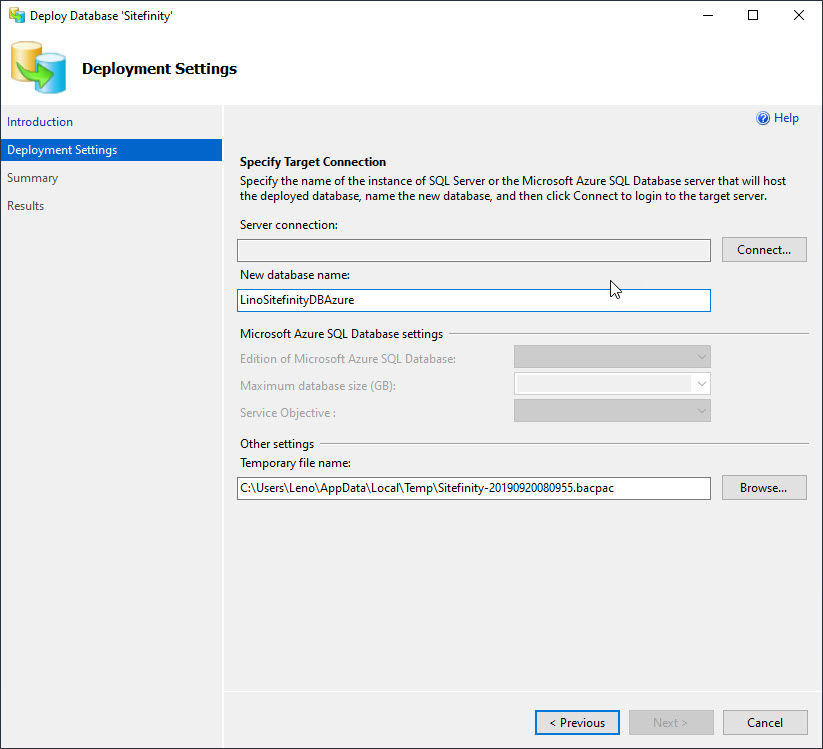 Deploy Database 'Sitefinity'
Deployment Settings
Introduction
Deployment Settings
Summary
Results
Help
Specify Target Connection
Specify the name of the instance of SQL Server or the Microsoft Azure SQL Database server that will host
the deployed database, name the new database, and then click Connect to login to the target server.
Server connection:
Connect...
New database name:
LinoSitefinityDBAzure
Microsoft Azure SQL Database settings
Edition of Microsoft Azure SQL Database:
Maximum database size (GB):
Service Objective :
Other settings
Temporary file name:
C:\Users\Leno\AppData\Local\Temp\Sitefinity-20190920080955.bacpac
Browse...
< Previous
Next >
Cancel